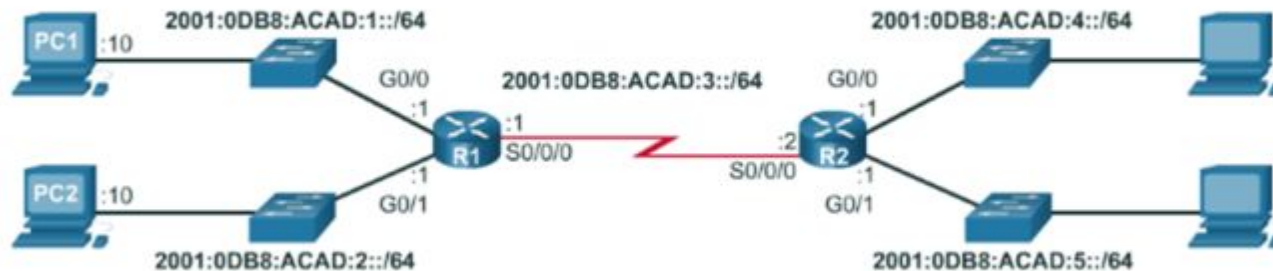 2001:0DB8:ACAD:1::/64
PC1
:10
G0/0
:1
2001:0DB8:ACAD:3::/64
R1
:1
S0/0/0
PC2
:10
:1
G0/1
2001:0DB8:ACAD:2::/64
2001:0DB8:ACAD:4::/64
G0/0
:1
:2
S0/0/0
R2
:1
G0/1
2001:0DB8:ACAD:5::/64